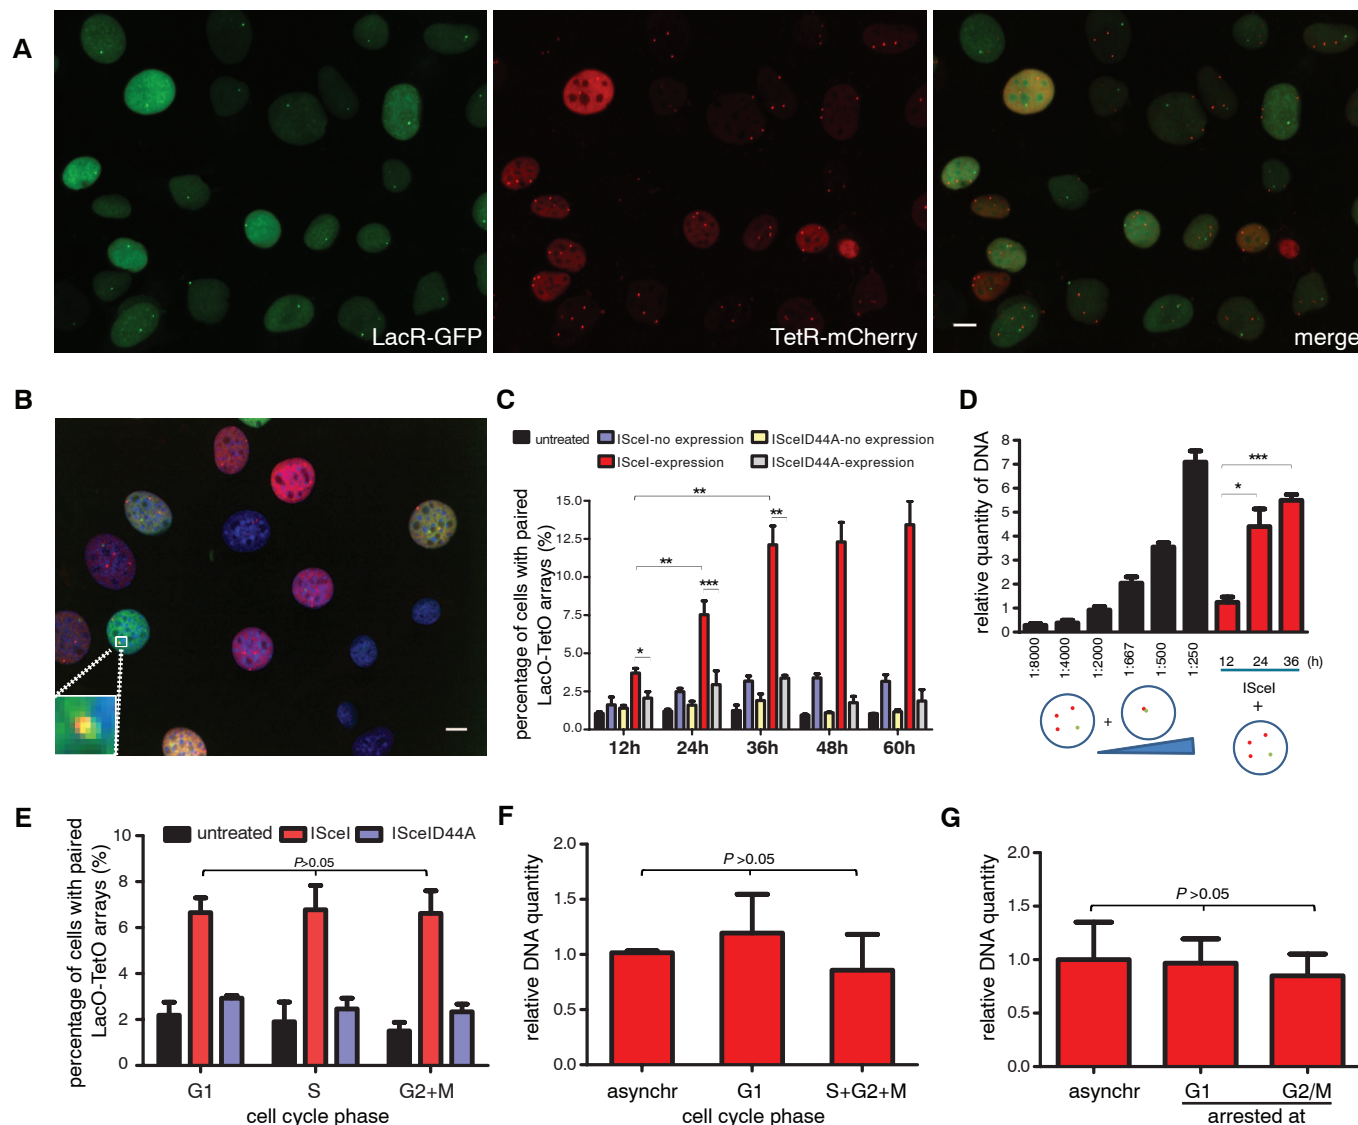 A
LacR-GFP
TetR-mCherry
merge
B
C
untreated
ISceI-no expression
ISceID44A-no expression
ISceI-expression
ISceID44A-expression
percentage of cells with paired
LacO-TetO arrays (%)
15.0
12.5
10.0
7.5
5.0
2.5
0.0
**
**
**
***
*
12h
24h
36h
48h
60h
D
relative quantity of DNA
8
7
6
5
4
3
2
1
0
***
*
1:8000
1:4000
1:2000
1:667
1:500
1:250
12
24
36
(h)
ISceI
+
+
E
untreated
ISceI
ISceID44A
percentage of cells with paired
LacO-TetO arrays (%)
10
8
6
4
2
0
P>0.05
G1
S
G2+M
cell cycle phase
F
relative DNA quantity
2.0
1.5
1.0
0.5
0.0
P >0.05
asynchr
G1
S+G2+M
cell cycle phase
G
relative DNA quantity
2.0
1.5
1.0
0.5
0.0
P >0.05
asynchr
G1
G2/M
arrested at